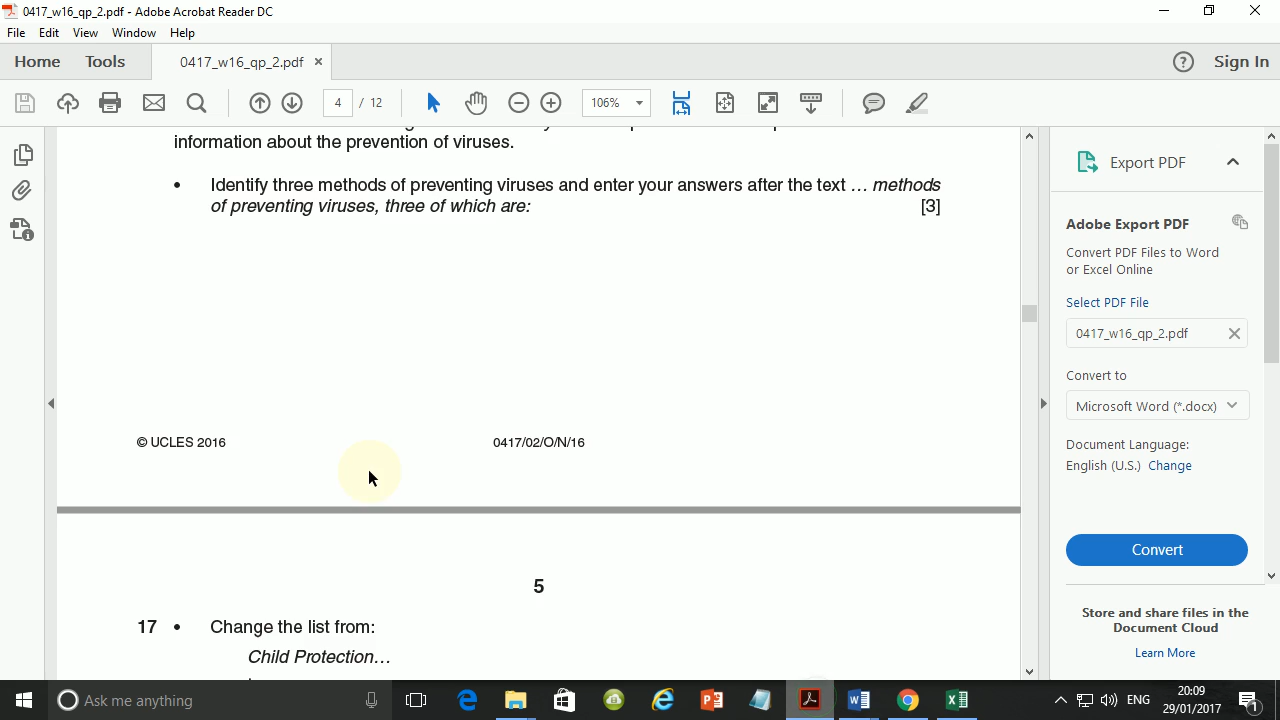 0417_w16_qp_2.pdf - Adobe Acrobat Reader DC
File Edit View Window Help
Home Tools 0417_w16_qp_2.pdf × ? Sign In
4 / 12 106%
information about the prevention of viruses.
• Identify three methods of preventing viruses and enter your answers after the text … methods
of preventing viruses, three of which are: [3]
© UCLES 2016 0417/02/O/N/16
5
17 • Change the list from:
Child Protection…
Export PDF
Adobe Export PDF
Convert PDF Files to Word
or Excel Online
Select PDF File
0417_w16_qp_2.pdf
Convert to
Microsoft Word (*.docx)
Document Language:
English (U.S.) Change
Convert
Store and share files in the
Document Cloud
Learn More
Ask me anything
ENG
20:09
29/01/2017
1